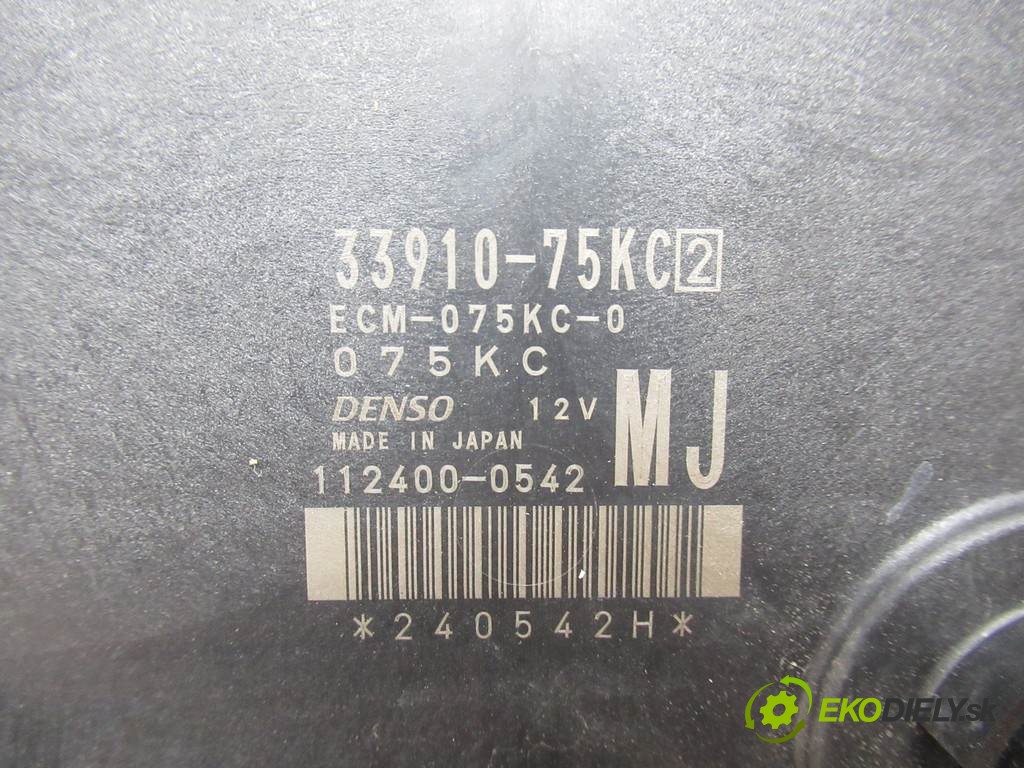 33910-75KC2
ECM-075KC-0
075KC
DENSO 12V
MJ
MADE IN JAPAN
112400-0542
*240542H*
EKODIELY.sk